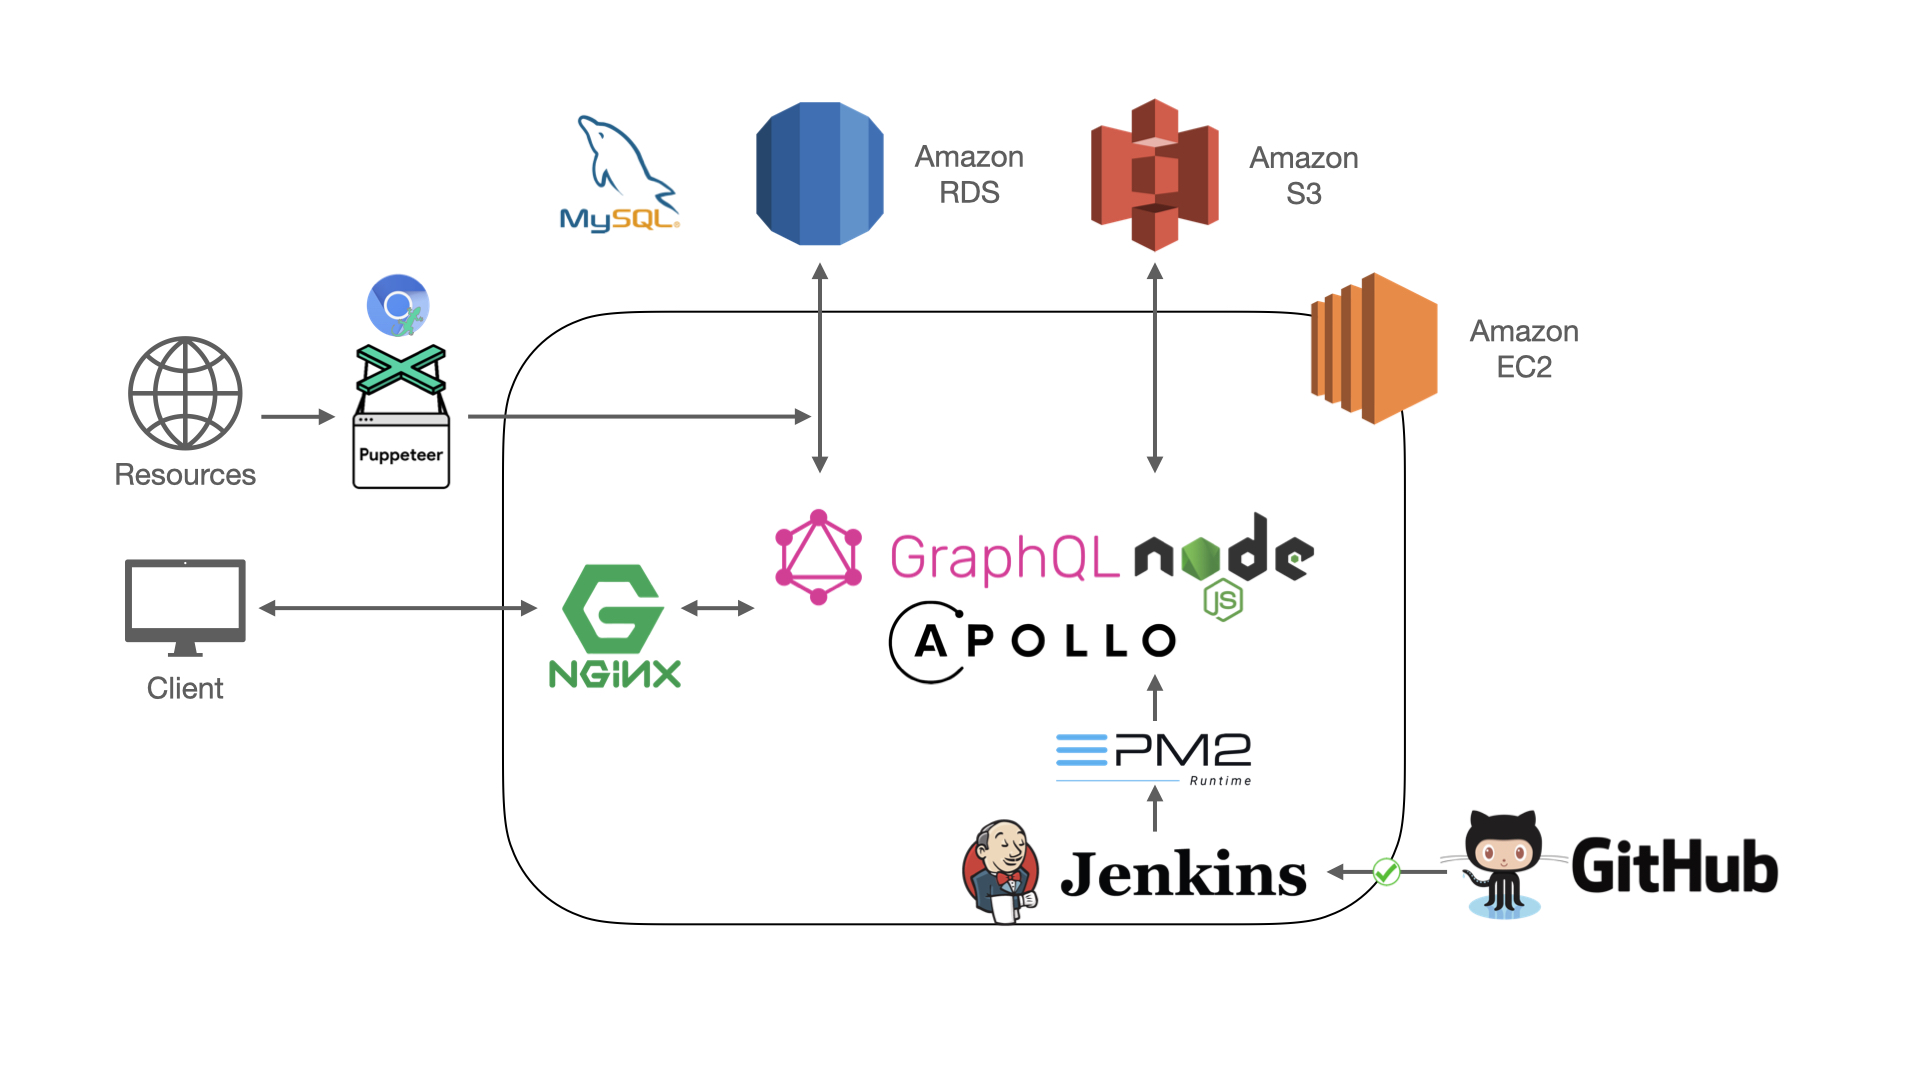 MySQL®
Amazon
RDS
Amazon
S3
Amazon
EC2
Resources
Puppeteer
Client
NGiNX
GraphQL
node
JS
APOLLO
PM2
Runtime
Jenkins
GitHub